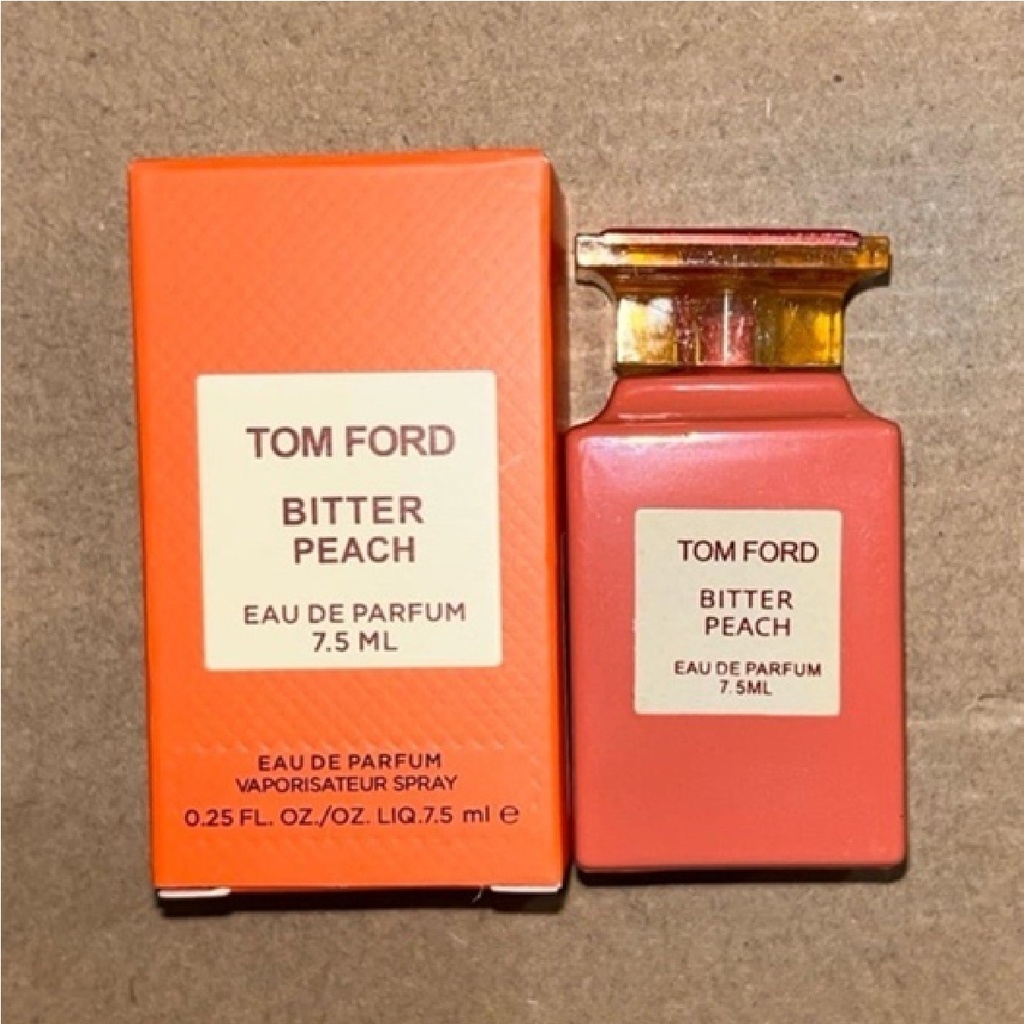 TOM FORD
BITTER
PEACH
EAU DE PARFUM
7.5 ML
EAU DE PARFUM
VAPORISATEUR SPRAY
0.25 FL. OZ./OZ. LIQ.7.5 ml ℮
TOM FORD
BITTER
PEACH
EAU DE PARFUM
7.5ML